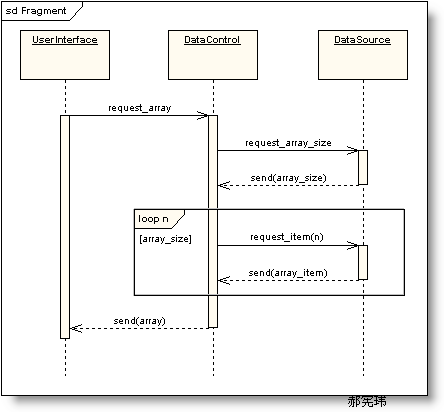 sd Fragment
UserInterface
DataControl
DataSource
request_array
request_array_size
send(array_size)
loop n
[array_size]
request_item(n)
send(array_item)
send(array)
郝宪玮